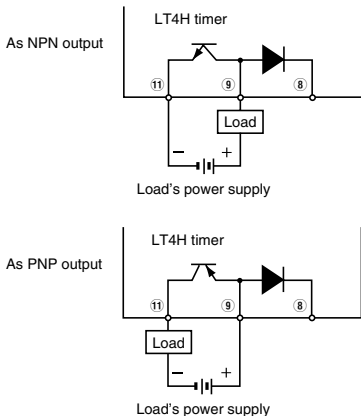 LT4H timer
As NPN output
⑪ ⑨ ⑧
Load
− +
Load's power supply
LT4H timer
As PNP output
⑪ ⑨ ⑧
Load
− +
Load's power supply